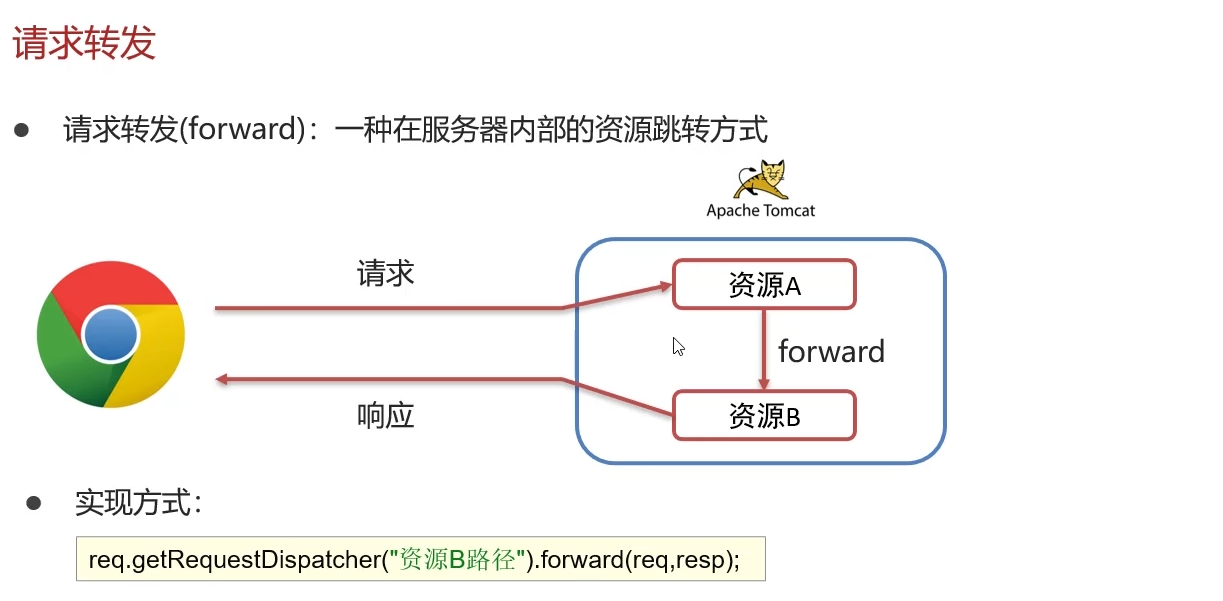 请求转发
● 请求转发(forward)：一种在服务器内部的资源跳转方式
Apache Tomcat
请求
资源A
forward
响应
资源B
● 实现方式：
req.getRequestDispatcher("资源B路径").forward(req,resp);